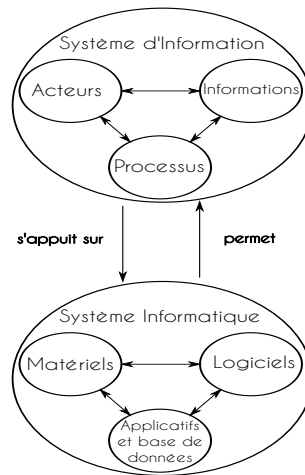 Système d'Information
Acteurs
Informations
Processus
s'appuit sur
permet
Système Informatique
Matériels
Logiciels
Applicatifs
et base de
données